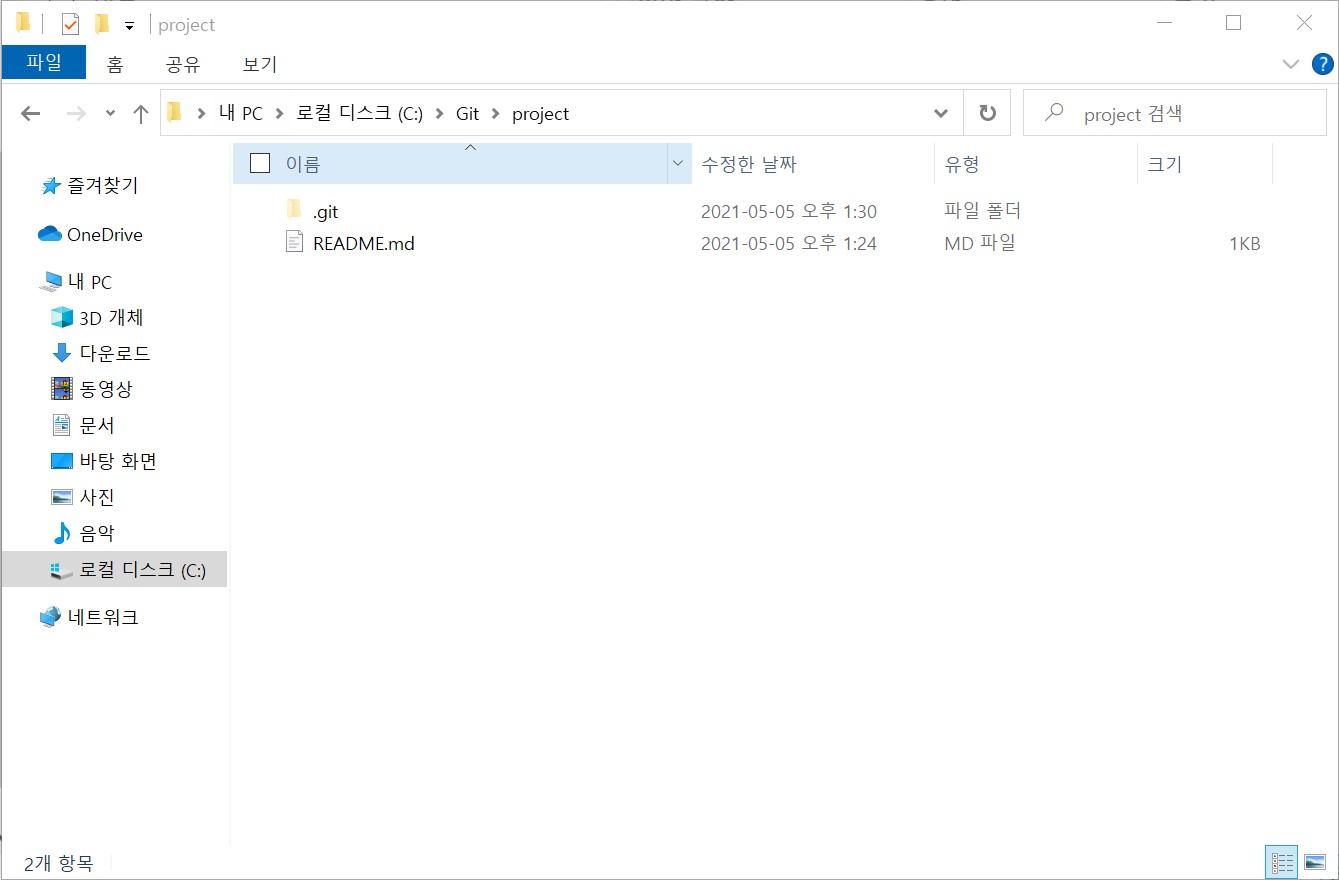 project
파일 홈 공유 보기
내 PC 로컬 디스크 (C:) Git project
project 검색
이름 수정한 날짜 유형 크기
.git 2021-05-05 오후 1:30 파일 폴더
README.md 2021-05-05 오후 1:24 MD 파일 1KB
즐겨찾기
OneDrive
내 PC
3D 개체
다운로드
동영상
문서
바탕 화면
사진
음악
로컬 디스크 (C:)
네트워크
2개 항목